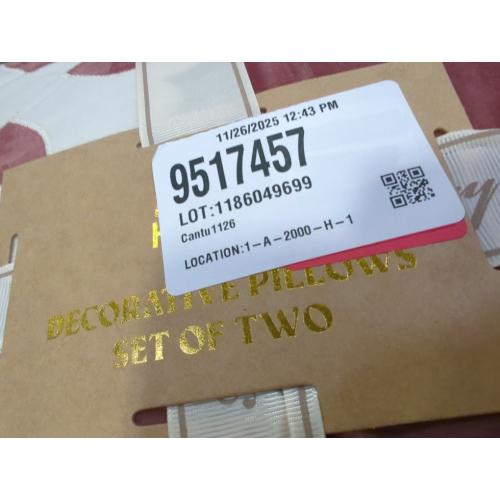 11/26/2025 12:43 PM
9517457
LOT:1186049699
Cantu1126
LOCATION:1-A-2000-H-1
DECORATIVE PILLOWS
SET OF TWO